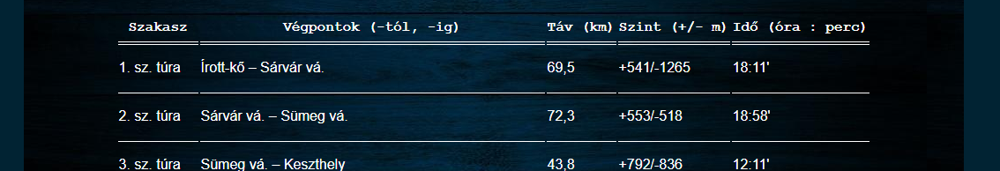 Szakasz Végpontok (-tól, -ig) Táv (km) Szint (+/- m) Idő (óra : perc)
1. sz. túra Írott-kő – Sárvár vá. 69,5 +541/-1265 18:11'
2. sz. túra Sárvár vá. – Sümeg vá. 72,3 +553/-518 18:58'
3. sz. túra Sümeg vá. – Keszthely 43,8 +792/-836 12:11'